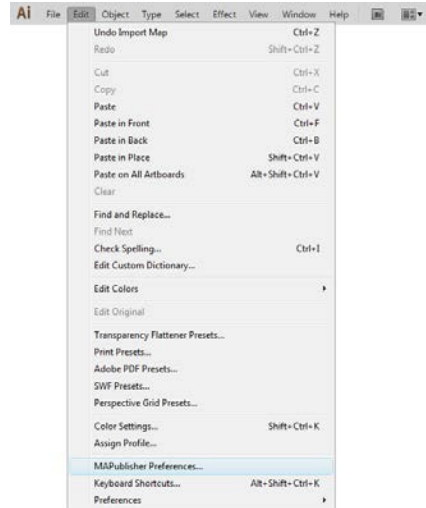 Ai File Edit Object Type Select Effect View Window Help Br
Undo Import Map Ctrl+Z
Redo Shift+Ctrl+Z
Cut Ctrl+X
Copy Ctrl+C
Paste Ctrl+V
Paste in Front Ctrl+F
Paste in Back Ctrl+B
Paste in Place Shift+Ctrl+V
Paste on All Artboards Alt+Shift+Ctrl+V
Clear
Find and Replace...
Find Next
Check Spelling... Ctrl+I
Edit Custom Dictionary...
Edit Colors
Edit Original
Transparency Flattener Presets...
Print Presets...
Adobe PDF Presets...
SWF Presets...
Perspective Grid Presets...
Color Settings... Shift+Ctrl+K
Assign Profile...
MAPublisher Preferences...
Keyboard Shortcuts... Alt+Shift+Ctrl+K
Preferences